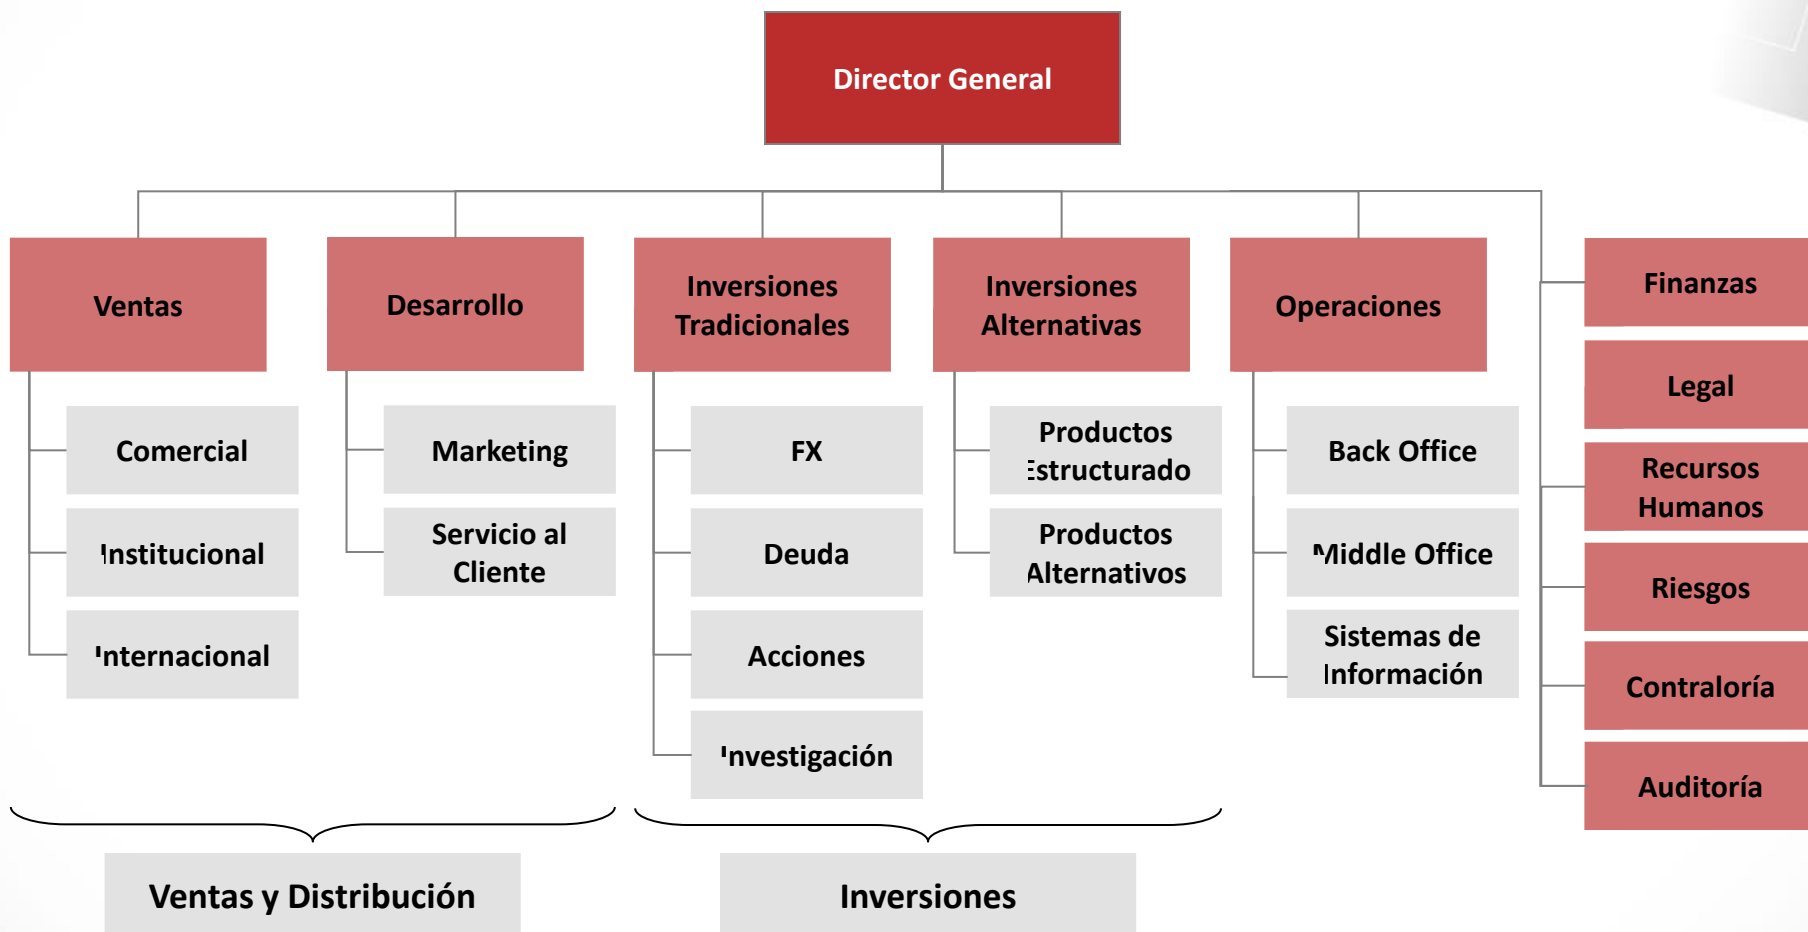 Director General
Ventas
Desarrollo
Inversiones
Tradicionales
Inversiones
Alternativas
Operaciones
Finanzas
Legal
Recursos
Humanos
Riesgos
Contraloría
Auditoría
Comercial
Institucional
Internacional
Marketing
Servicio al
Cliente
FX
Deuda
Acciones
Investigación
Productos
Estructurado
Productos
Alternativos
Back Office
Middle Office
Sistemas de
Información
Ventas y Distribución
Inversiones